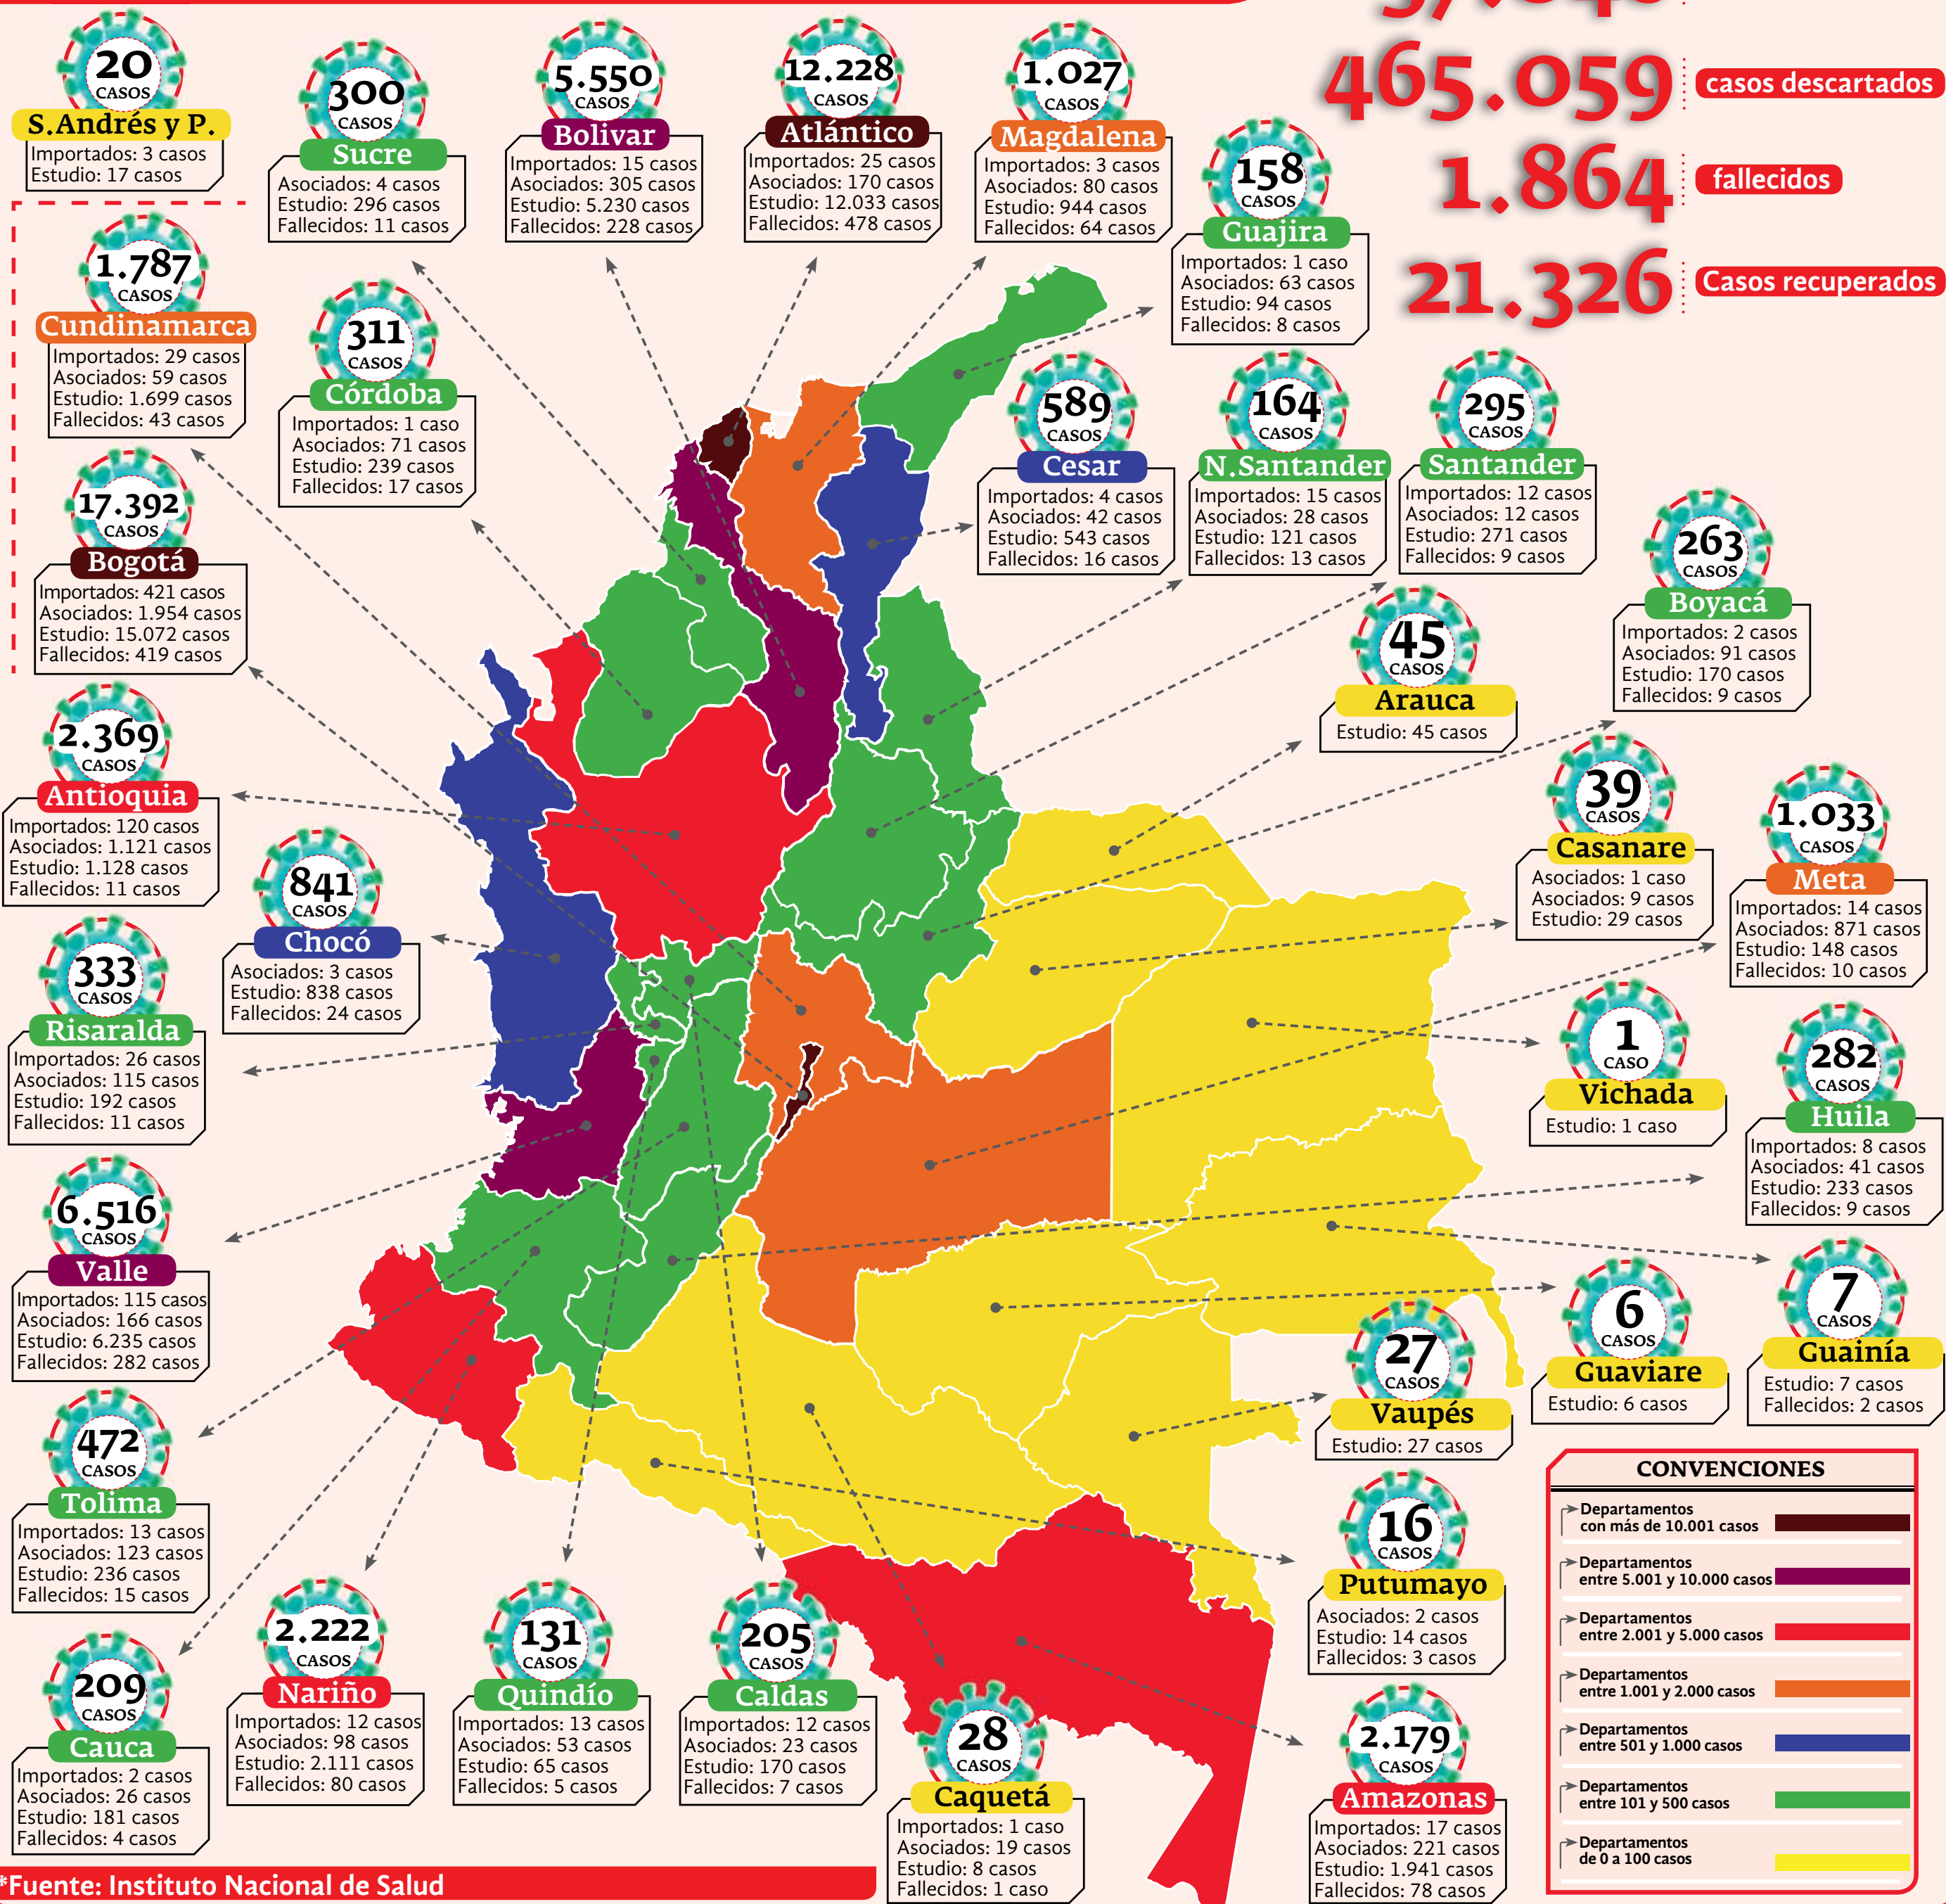 465.059
casos descartados
1.864
fallecidos
21.326
Casos recuperados
20
CASOS
S.Andrés y P.
Importados: 3 casos
Estudio: 17 casos
300
CASOS
Sucre
Asociados: 4 casos
Estudio: 296 casos
Fallecidos: 11 casos
5.550
CASOS
Bolivar
Importados: 15 casos
Asociados: 305 casos
Estudio: 5.230 casos
Fallecidos: 228 casos
12.228
CASOS
Atlántico
Importados: 25 casos
Asociados: 170 casos
Estudio: 12.033 casos
Fallecidos: 478 casos
1.027
CASOS
Magdalena
Importados: 3 casos
Asociados: 80 casos
Estudio: 944 casos
Fallecidos: 64 casos
158
CASOS
Guajira
Importados: 1 caso
Asociados: 63 casos
Estudio: 94 casos
Fallecidos: 8 casos
1.787
CASOS
Cundinamarca
Importados: 29 casos
Asociados: 59 casos
Estudio: 1.699 casos
Fallecidos: 43 casos
311
CASOS
Córdoba
Importados: 1 caso
Asociados: 71 casos
Estudio: 239 casos
Fallecidos: 17 casos
589
CASOS
Cesar
Importados: 4 casos
Asociados: 42 casos
Estudio: 543 casos
Fallecidos: 16 casos
164
CASOS
N.Santander
Importados: 15 casos
Asociados: 28 casos
Estudio: 121 casos
Fallecidos: 13 casos
295
CASOS
Santander
Importados: 12 casos
Asociados: 12 casos
Estudio: 271 casos
Fallecidos: 9 casos
263
CASOS
Boyacá
Importados: 2 casos
Asociados: 91 casos
Estudio: 170 casos
Fallecidos: 9 casos
17.392
CASOS
Bogotá
Importados: 421 casos
Asociados: 1.954 casos
Estudio: 15.072 casos
Fallecidos: 419 casos
45
CASOS
Arauca
Estudio: 45 casos
2.369
CASOS
Antioquia
Importados: 120 casos
Asociados: 1.121 casos
Estudio: 1.128 casos
Fallecidos: 11 casos
39
CASOS
Casanare
Asociados: 1 caso
Asociados: 9 casos
Estudio: 29 casos
1.033
CASOS
Meta
Importados: 14 casos
Asociados: 871 casos
Estudio: 148 casos
Fallecidos: 10 casos
841
CASOS
Chocó
Asociados: 3 casos
Estudio: 838 casos
Fallecidos: 24 casos
333
CASOS
Risaralda
Importados: 26 casos
Asociados: 115 casos
Estudio: 192 casos
Fallecidos: 11 casos
1
CASO
Vichada
Estudio: 1 caso
282
CASOS
Huila
Importados: 8 casos
Asociados: 41 casos
Estudio: 233 casos
Fallecidos: 9 casos
6.516
CASOS
Valle
Importados: 115 casos
Asociados: 166 casos
Estudio: 6.235 casos
Fallecidos: 282 casos
27
CASOS
Vaupés
Estudio: 27 casos
6
CASOS
Guaviare
Estudio: 6 casos
7
CASOS
Guainía
Estudio: 7 casos
Fallecidos: 2 casos
472
CASOS
Tolima
Importados: 13 casos
Asociados: 123 casos
Estudio: 236 casos
Fallecidos: 15 casos
16
CASOS
Putumayo
Asociados: 2 casos
Estudio: 14 casos
Fallecidos: 3 casos
209
CASOS
Cauca
Importados: 2 casos
Asociados: 26 casos
Estudio: 181 casos
Fallecidos: 4 casos
2.222
CASOS
Nariño
Importados: 12 casos
Asociados: 98 casos
Estudio: 2.111 casos
Fallecidos: 80 casos
131
CASOS
Quindío
Importados: 13 casos
Asociados: 53 casos
Estudio: 65 casos
Fallecidos: 5 casos
205
CASOS
Caldas
Importados: 12 casos
Asociados: 23 casos
Estudio: 170 casos
Fallecidos: 7 casos
28
CASOS
Caquetá
Importados: 1 caso
Asociados: 19 casos
Estudio: 8 casos
Fallecidos: 1 caso
2.179
CASOS
Amazonas
Importados: 17 casos
Asociados: 221 casos
Estudio: 1.941 casos
Fallecidos: 78 casos
CONVENCIONES
Departamentos
con más de 10.001 casos
Departamentos
entre 5.001 y 10.000 casos
Departamentos
entre 2.001 y 5.000 casos
Departamentos
entre 1.001 y 2.000 casos
Departamentos
entre 501 y 1.000 casos
Departamentos
entre 101 y 500 casos
Departamentos
de 0 a 100 casos
*Fuente: Instituto Nacional de Salud